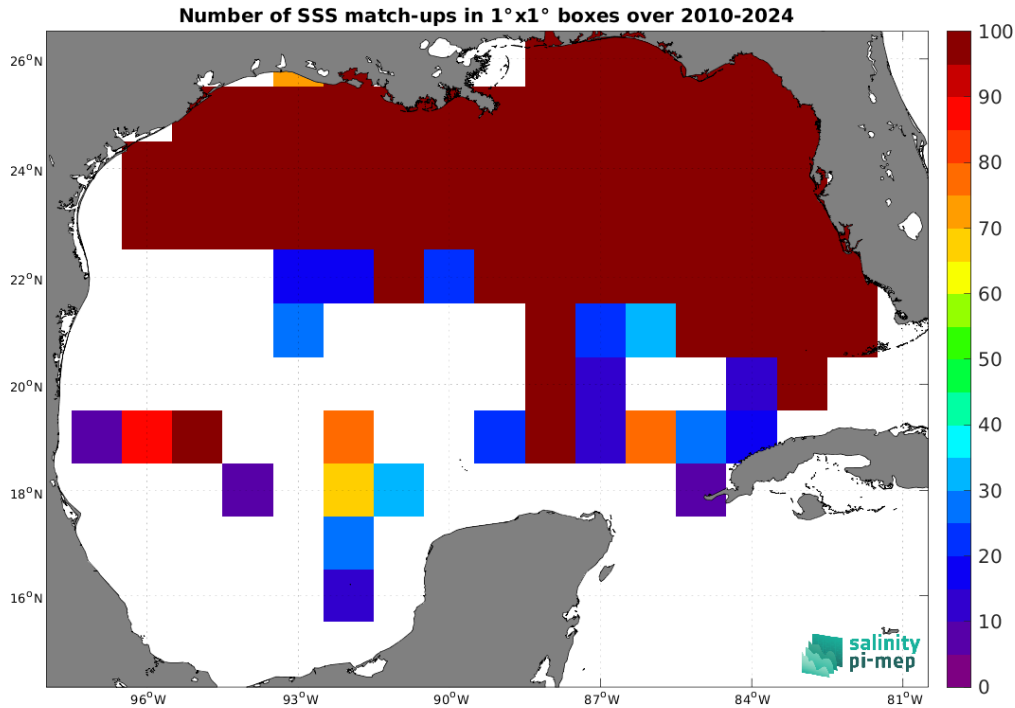 Number of SSS match-ups in 1°x1° boxes over 2010-2024
26°N
24°N
22°N
20°N
18°N
16°N
96°W
93°W
90°W
87°W
84°W
81°W
100
90
80
70
60
50
40
30
20
10
0
salinity
pi-mep